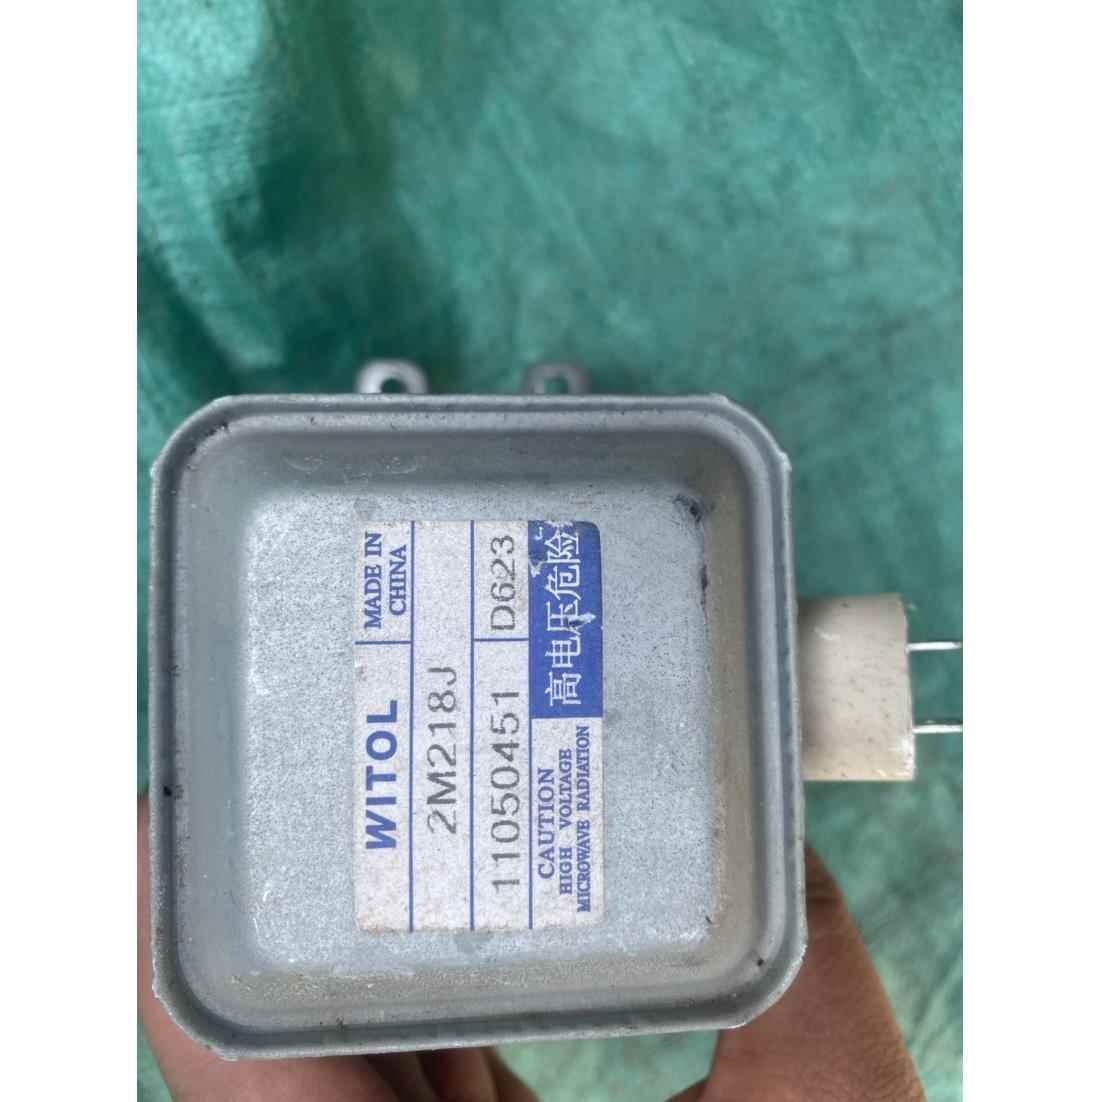 WITOL
MADE IN
CHINA
2M218J
11050451
D623
CAUTION
HIGH VOLTAGE
MICROWAVE RADIATION
高电压危险